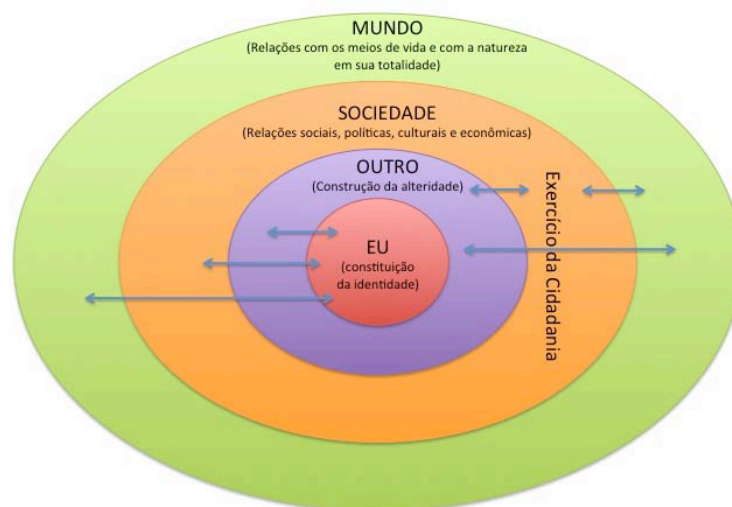 MUNDO
(Relações com os meios de vida e com a natureza
em sua totalidade)
SOCIEDADE
(Relações sociais, políticas, culturais e econômicas)
OUTRO
(Construção da alteridade)
EU
(constituição
da identidade)
Exercício da Cidadania